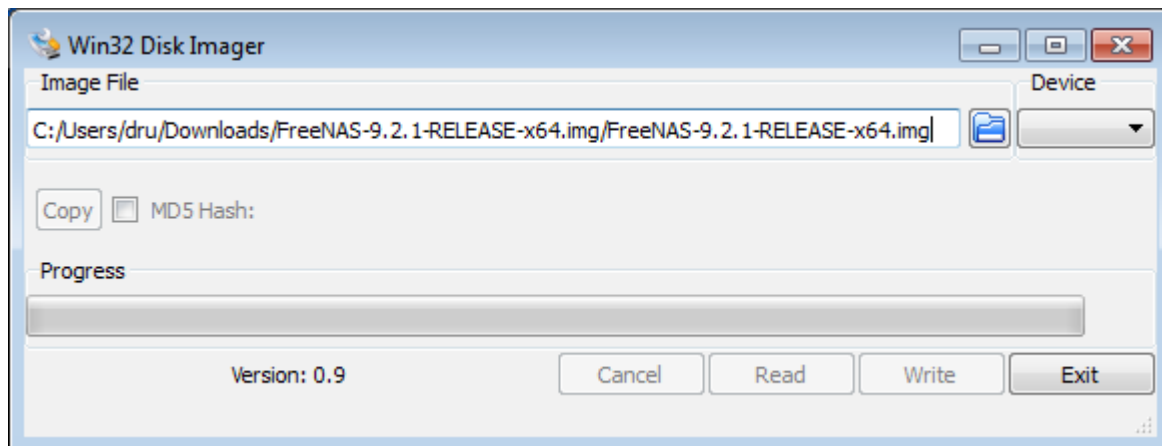 Win32 Disk Imager
Image File
Device
C:/Users/dru/Downloads/FreeNAS-9.2.1-RELEASE-x64.img/FreeNAS-9.2.1-RELEASE-x64.img
Copy MD5 Hash:
Progress
Version: 0.9 Cancel Read Write Exit